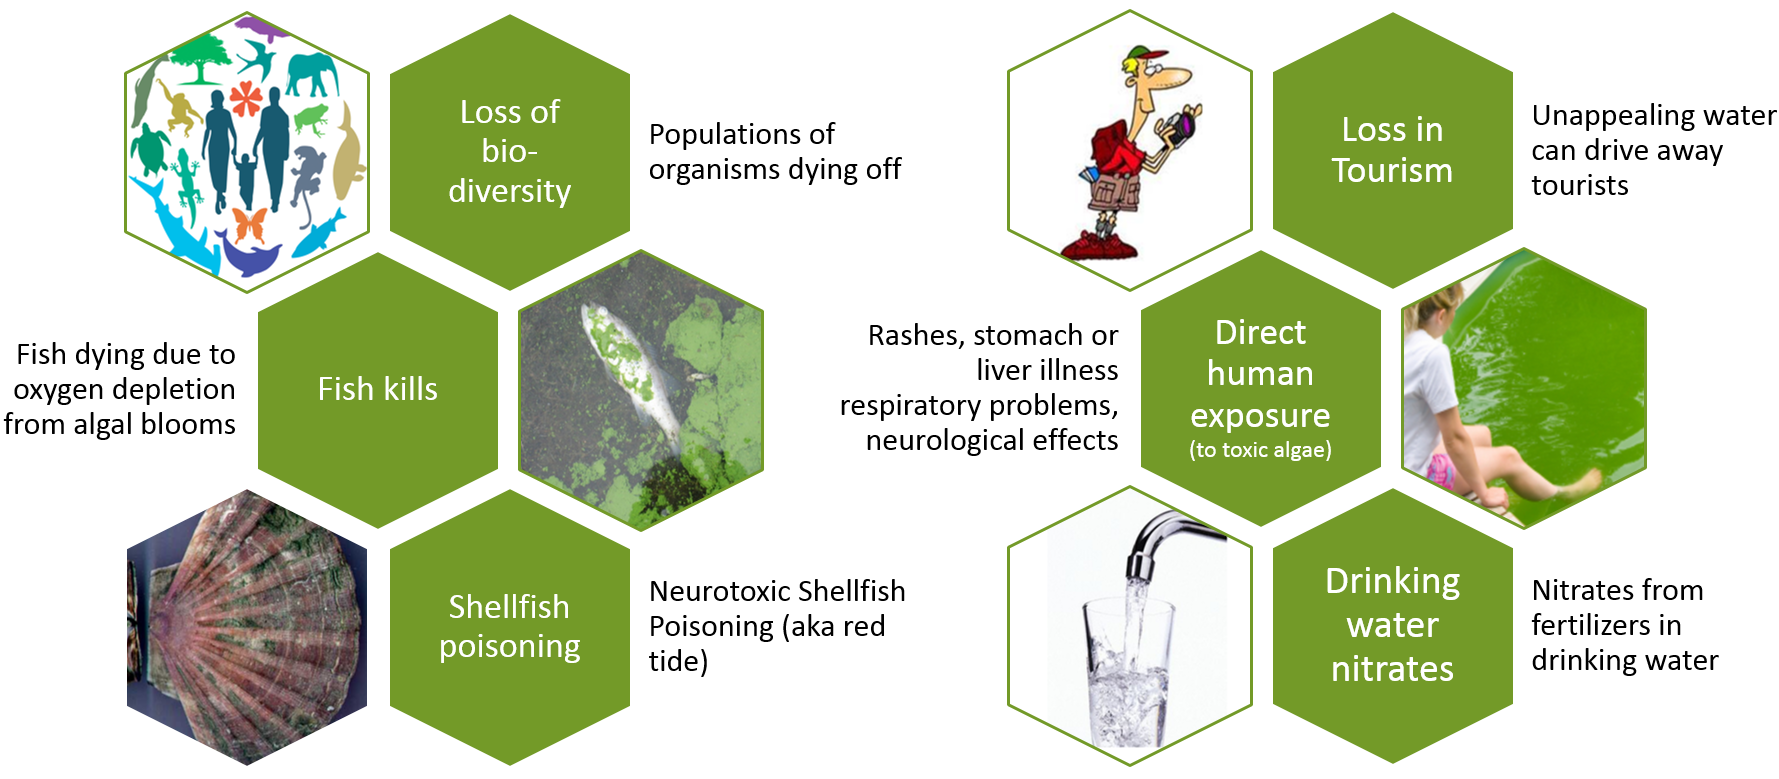 Loss of
bio-
diversity
Populations of
organisms dying off
Fish dying due to
oxygen depletion
from algal blooms
Fish kills
Shellfish
poisoning
Neurotoxic Shellfish
Poisoning (aka red
tide)
Loss in
Tourism
Unappealing water
can drive away
tourists
Rashes, stomach or
liver illness
respiratory problems,
neurological effects
Direct
human
exposure
(to toxic algae)
Drinking
water
nitrates
Nitrates from
fertilizers in
drinking water